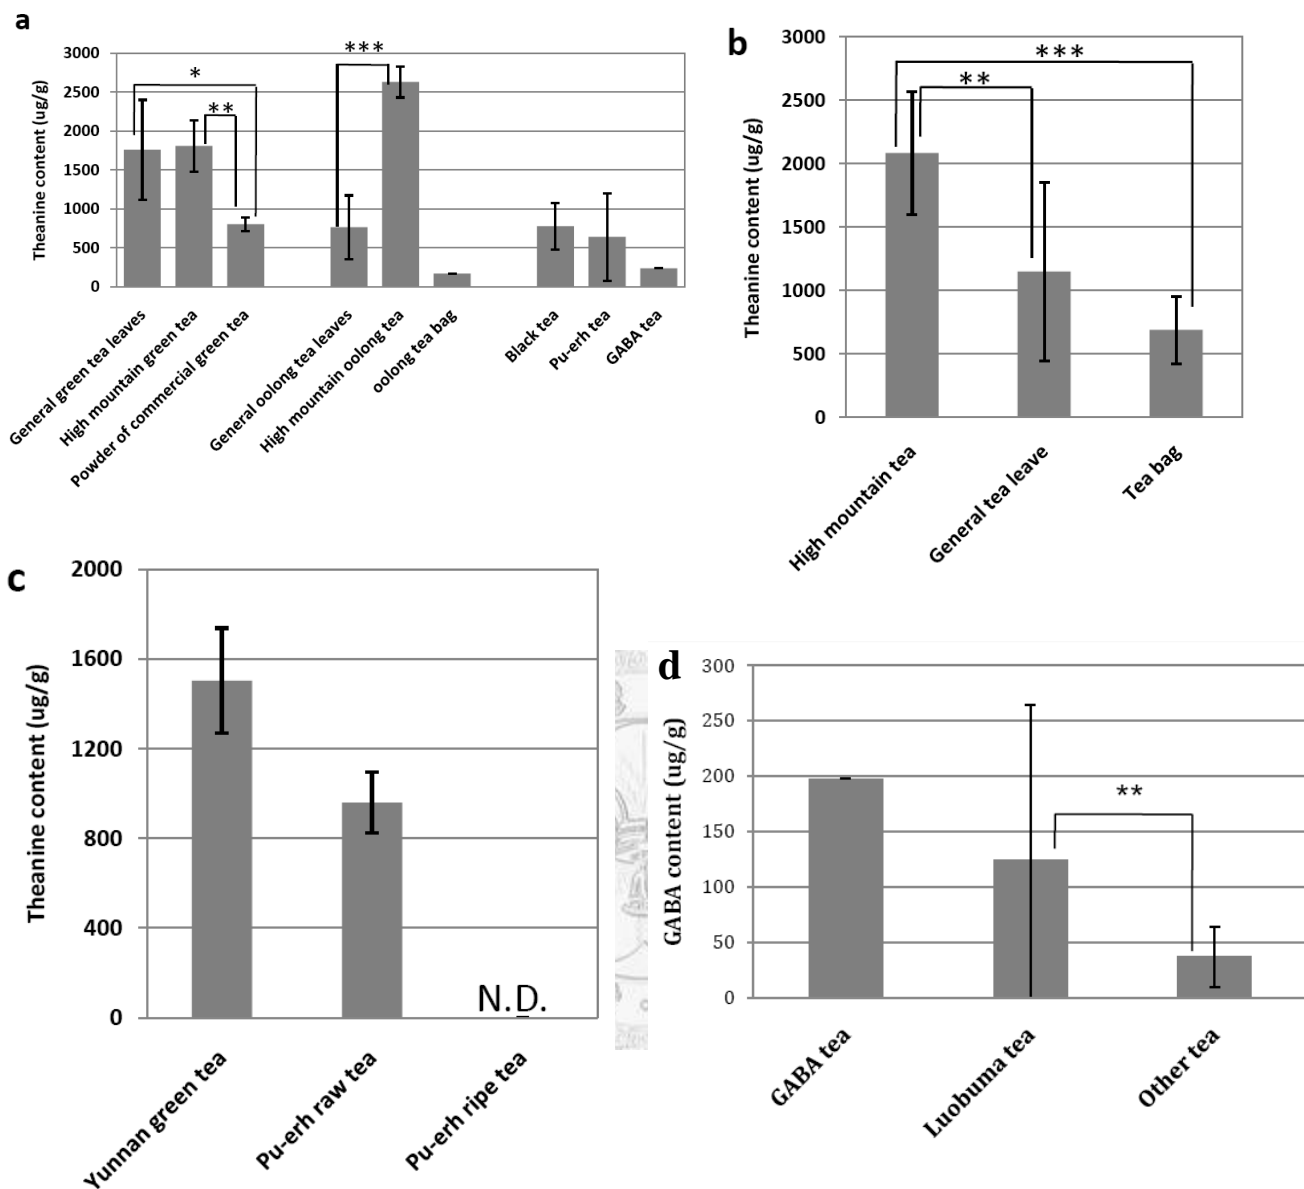 a
Theanine content (ug/g)
3000
2500
2000
1500
1000
500
0
*
**
***
General green tea leaves
High mountain green tea
Powder of commercial green tea
General oolong tea leaves
High mountain oolong tea
oolong tea bag
Black tea
Pu-erh tea
GABA tea
b
Theanine content (ug/g)
3000
2500
2000
1500
1000
500
0
***
**
High mountain tea
General tea leave
Tea bag
c
Theanine content (ug/g)
2000
1600
1200
800
400
0
N.D.
Yunnan green tea
Pu-erh raw tea
Pu-erh ripe tea
d
GABA content (ug/g)
300
250
200
150
100
50
0
**
GABA tea
Luobuma tea
Other tea